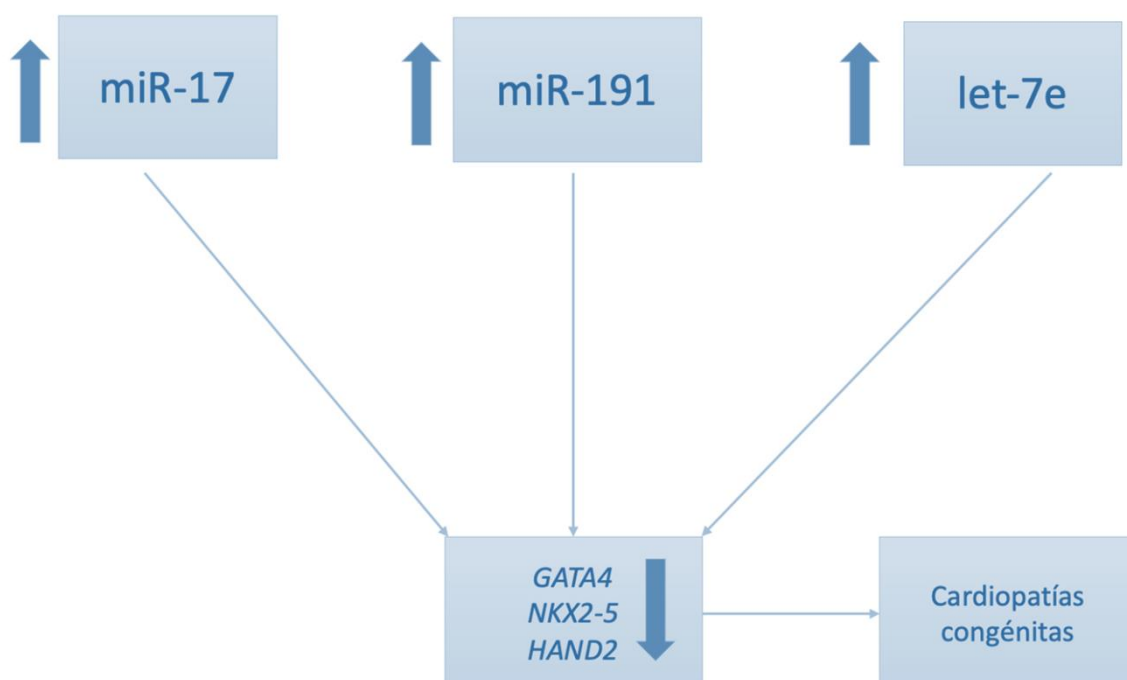 miR-17
miR-191
let-7e
GATA4
NKX2-5
HAND2
Cardiopatías
congénitas